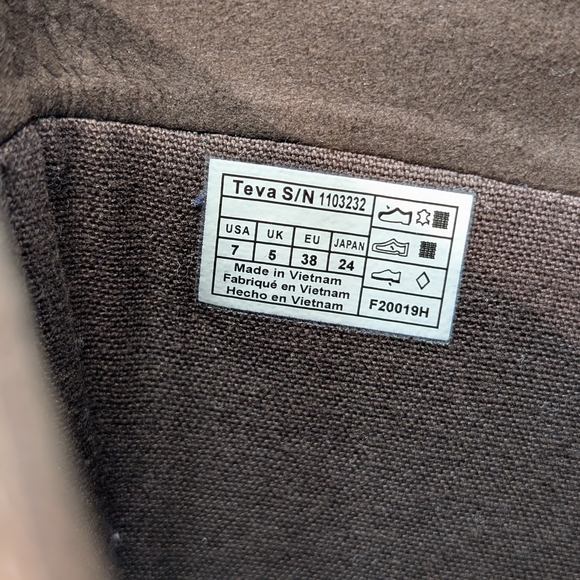 Teva S/N 1103232
USA UK EU JAPAN
7 5 38 24
Made in Vietnam
Fabriqué en Vietnam
Hecho en Vietnam
F20019H